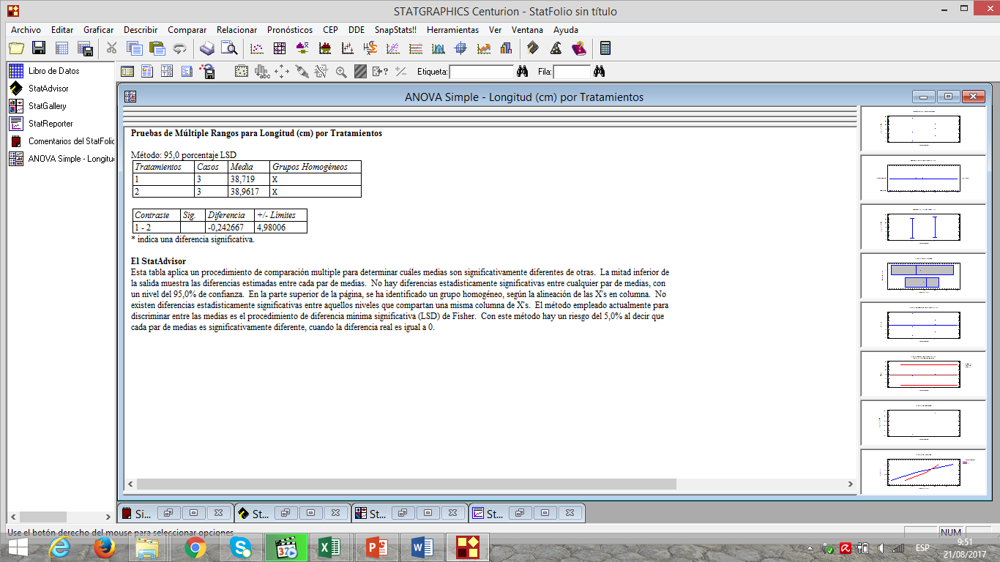 STATGRAPHICS Centurion - StatFolio sin título
Archivo Editar Graficar Describir Comparar Relacionar Pronósticos CEP DDE SnapStats!! Herramientas Ver Ventana Ayuda
Etiqueta: Fila:
Libro de Datos
StatAdvisor
StatGallery
StatReporter
Comentarios del StatFolio
ANOVA Simple - Longitu
ANOVA Simple - Longitud (cm) por Tratamientos
Pruebas de Múltiple Rangos para Longitud (cm) por Tratamientos
Método: 95,0 porcentaje LSD
Tratamientos Casos Media Grupos Homogéneos
1 3 38,719 X
2 3 38,9617 X
Contraste Sig. Diferencia +/- Límites
1 - 2 -0,242667 4,98006
* indica una diferencia significativa.
El StatAdvisor
Esta tabla aplica un procedimiento de comparación multiple para determinar cuáles medias son significativamente diferentes de otras. La mitad inferior de
la salida muestra las diferencias estimadas entre cada par de medias. No hay diferencias estadísticamente significativas entre cualquier par de medias, con
un nivel del 95,0% de confianza. En la parte superior de la página, se ha identificado un grupo homogéneo, según la alineación de las X's en columna. No
existen diferencias estadísticamente significativas entre aquellos niveles que compartan una misma columna de X's. El método empleado actualmente para
discriminar entre las medias es el procedimiento de diferencia mínima significativa (LSD) de Fisher. Con este método hay un riesgo del 5,0% al decir que
cada par de medias es significativamente diferente, cuando la diferencia real es igual a 0.
Si... St... St... St...
Use el botón derecho del mouse para seleccionar opciones
NUM
ESP
9:51
21/08/2017